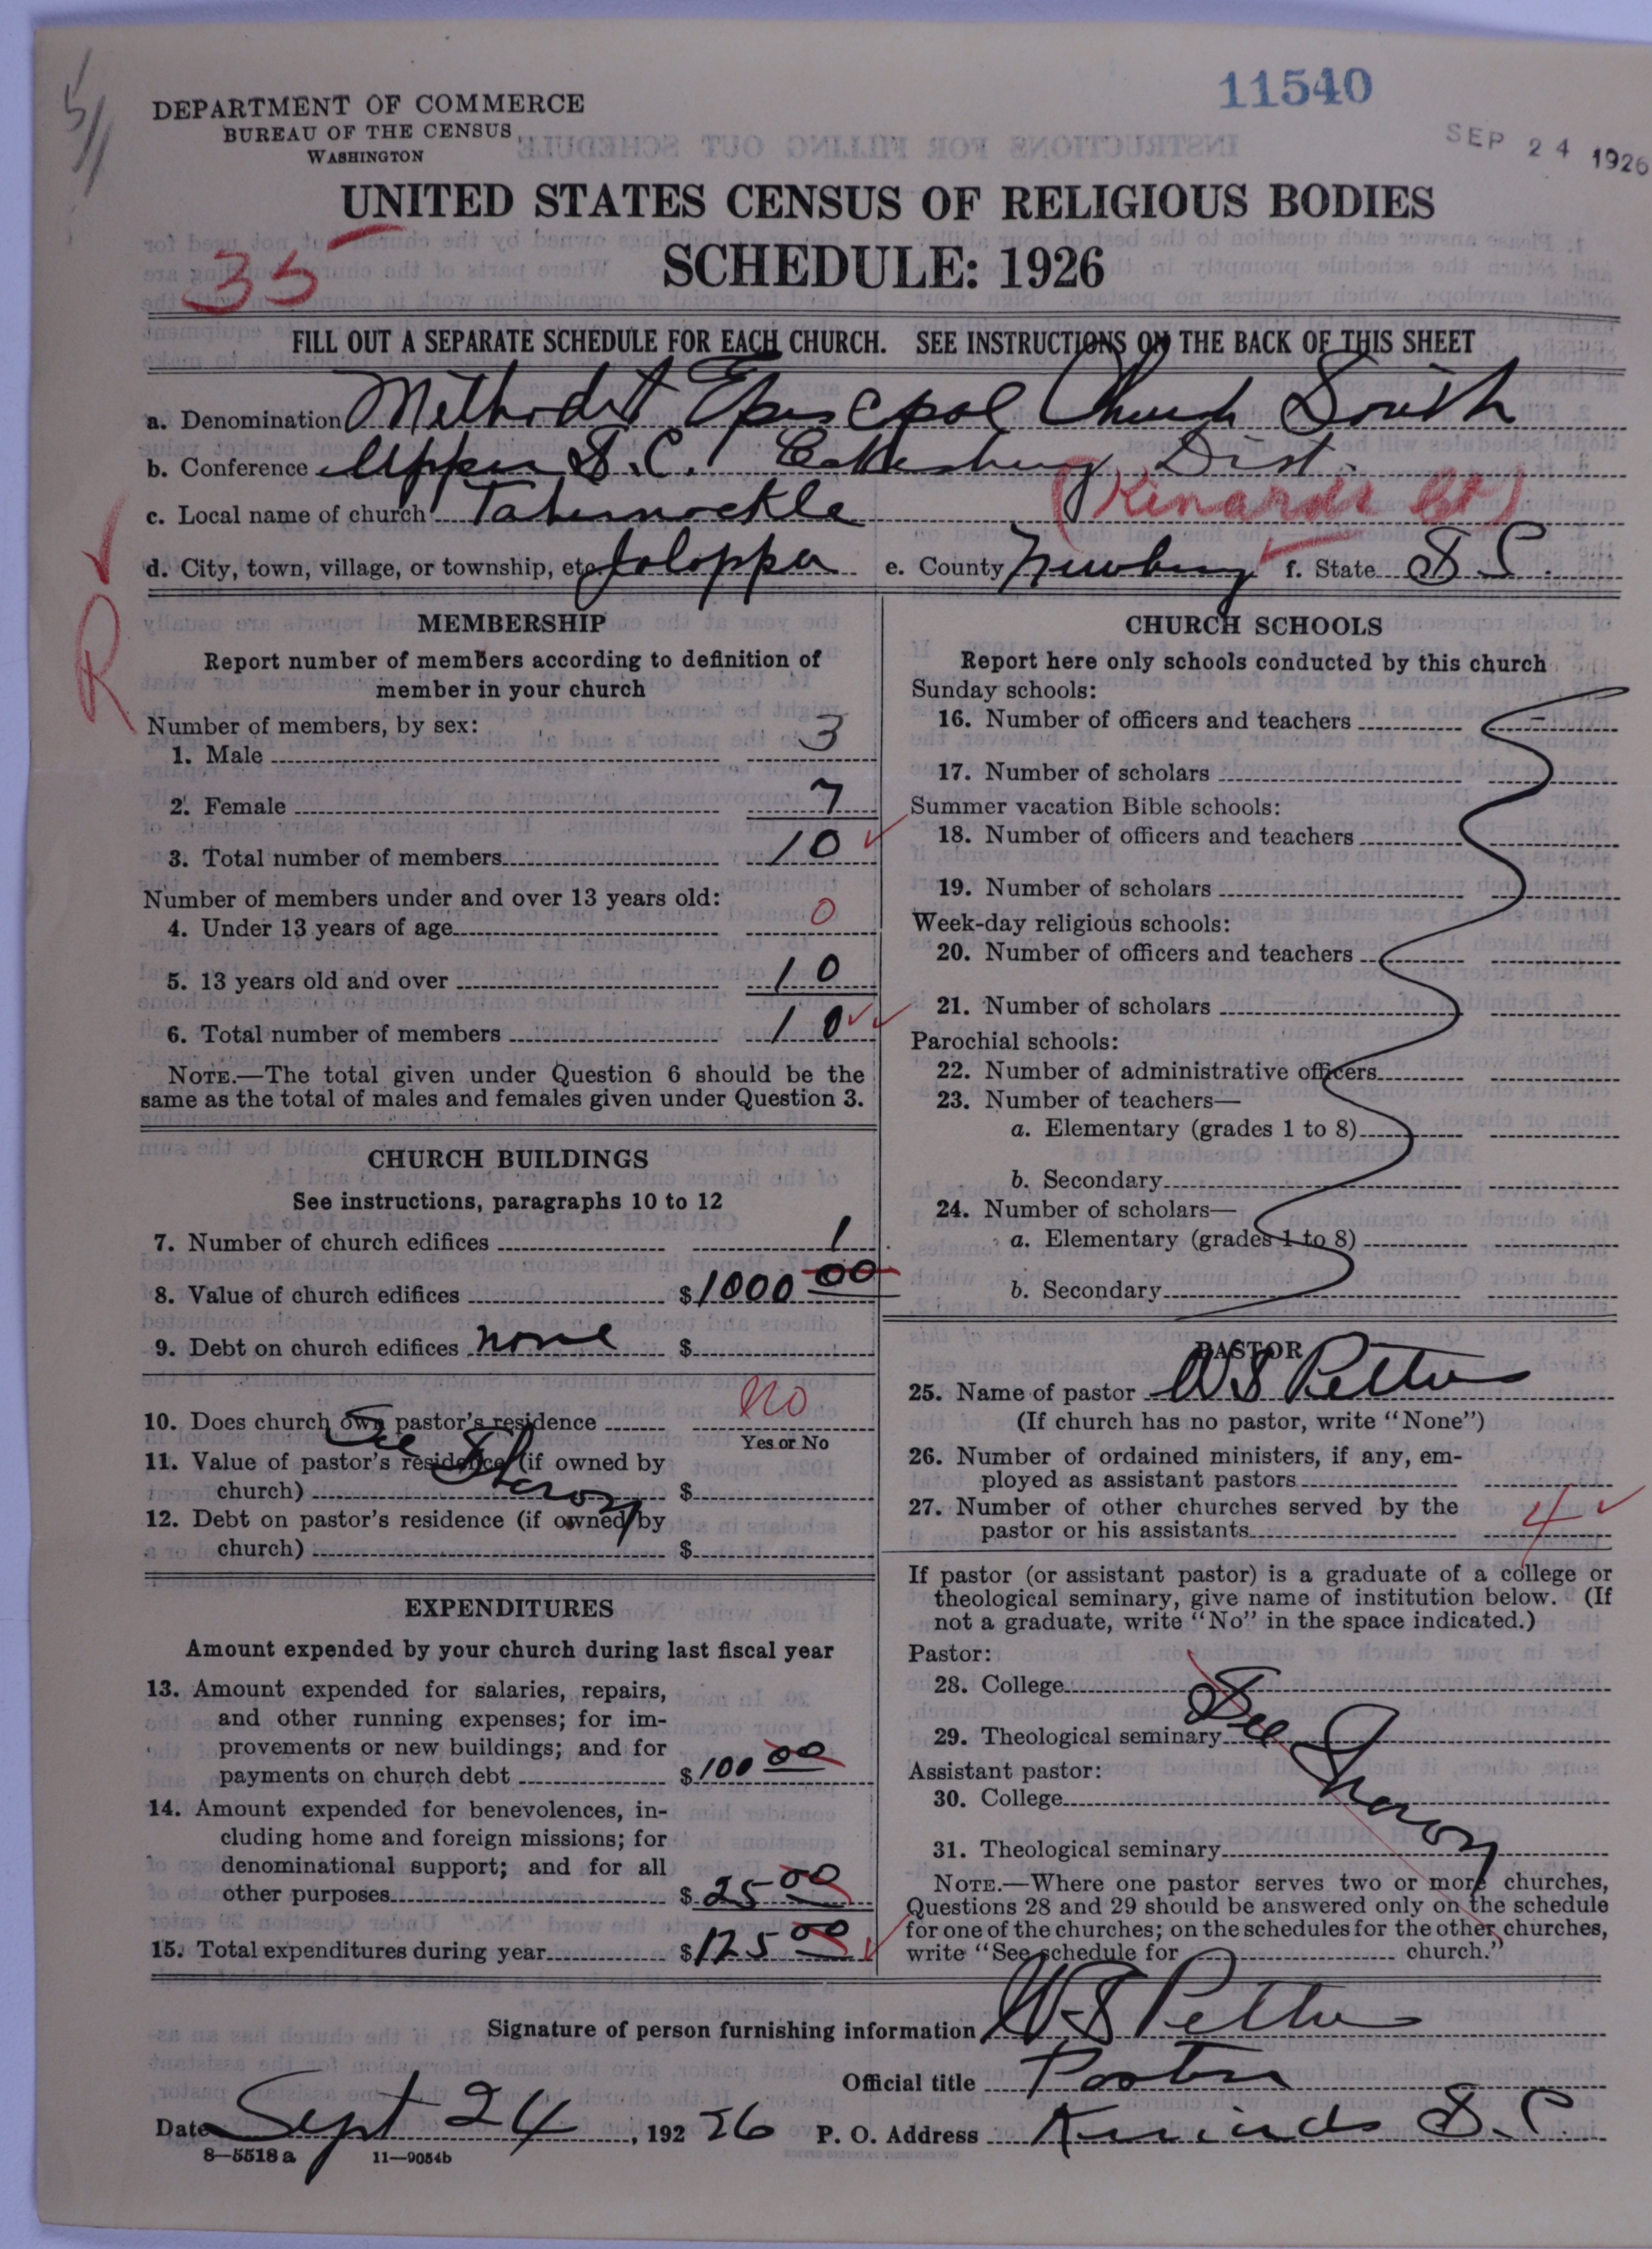 11540
SEP 24 1926
DEPARTMENT OF COMMERCE
BUREAU OF THE CENSUS
WASHINGTON
UNITED STATES CENSUS OF RELIGIOUS BODIES
35
SCHEDULE: 1926
FILL OUT A SEPARATE SCHEDULE FOR EACH CHURCH. SEE INSTRUCTIONS ON THE BACK OF THIS SHEET
a. Denomination Methodist Episcopal Church South
b. Conference Upper S.C. Cokesbury Dist.
c. Local name of church Tabernackle (Kinards Ct)
d. City, town, village, or township, etc. Jolappa e. County Newberry f. State S C.
R
MEMBERSHIP
Report number of members according to definition of
member in your church
Number of members, by sex:
1. Male 3
2. Female 7
3. Total number of members 10
Number of members under and over 13 years old:
4. Under 13 years of age 0
5. 13 years old and over 10
6. Total number of members 10
NOTE.—The total given under Question 6 should be the
same as the total of males and females given under Question 3.
CHURCH BUILDINGS
See instructions, paragraphs 10 to 12
7. Number of church edifices 1
8. Value of church edifices $1000 00
9. Debt on church edifices none $
10. Does church own pastor's residence No
Yes or No
See Sharon
11. Value of pastor's residence (if owned by
church) $
12. Debt on pastor's residence (if owned by
church) $
EXPENDITURES
Amount expended by your church during last fiscal year
13. Amount expended for salaries, repairs,
and other running expenses; for im-
provements or new buildings; and for
payments on church debt $100 00
14. Amount expended for benevolences, in-
cluding home and foreign missions; for
denominational support; and for all
other purposes $25 00
15. Total expenditures during year $125 00
CHURCH SCHOOLS
Report here only schools conducted by this church
Sunday schools:
16. Number of officers and teachers -
17. Number of scholars
Summer vacation Bible schools:
18. Number of officers and teachers
19. Number of scholars
Week-day religious schools:
20. Number of officers and teachers
21. Number of scholars
Parochial schools:
22. Number of administrative officers
23. Number of teachers—
a. Elementary (grades 1 to 8)
b. Secondary
24. Number of scholars—
a. Elementary (grades 1 to 8)
b. Secondary
PASTOR
25. Name of pastor W S Pettus
(If church has no pastor, write "None")
26. Number of ordained ministers, if any, em-
ployed as assistant pastors
27. Number of other churches served by the
pastor or his assistants 4
If pastor (or assistant pastor) is a graduate of a college or
theological seminary, give name of institution below. (If
not a graduate, write "No" in the space indicated.)
Pastor:
28. College
See Sharon
29. Theological seminary
Assistant pastor:
30. College
31. Theological seminary
NOTE.—Where one pastor serves two or more churches,
Questions 28 and 29 should be answered only on the schedule
for one of the churches; on the schedules for the other churches,
write "See schedule for church."
Signature of person furnishing information W S Pettus
Official title Pastor
Date Sept 24, 192 26 P. O. Address Kinards S. C.
8—5518 a 11—9054b